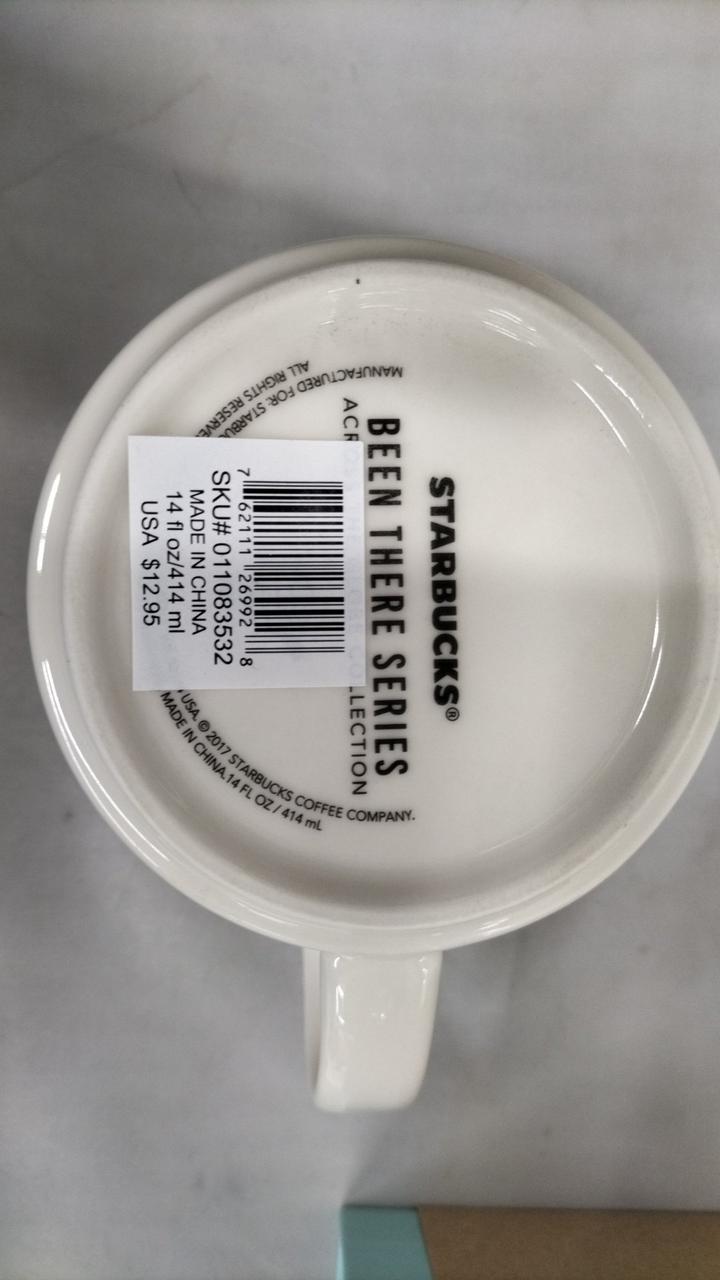 STARBUCKS®
BEEN THERE SERIES
ACR
LLECTION
7 62111 26992 8
SKU# 011083532
MADE IN CHINA
14 fl oz/414 ml
USA $12.95
MANUFACTURED FOR: STARBUC
USA. © 2017 STARBUCKS COFFEE COMPANY.
ALL RIGHTS RESERVE
MADE IN CHINA. 14 FL OZ / 414 mL